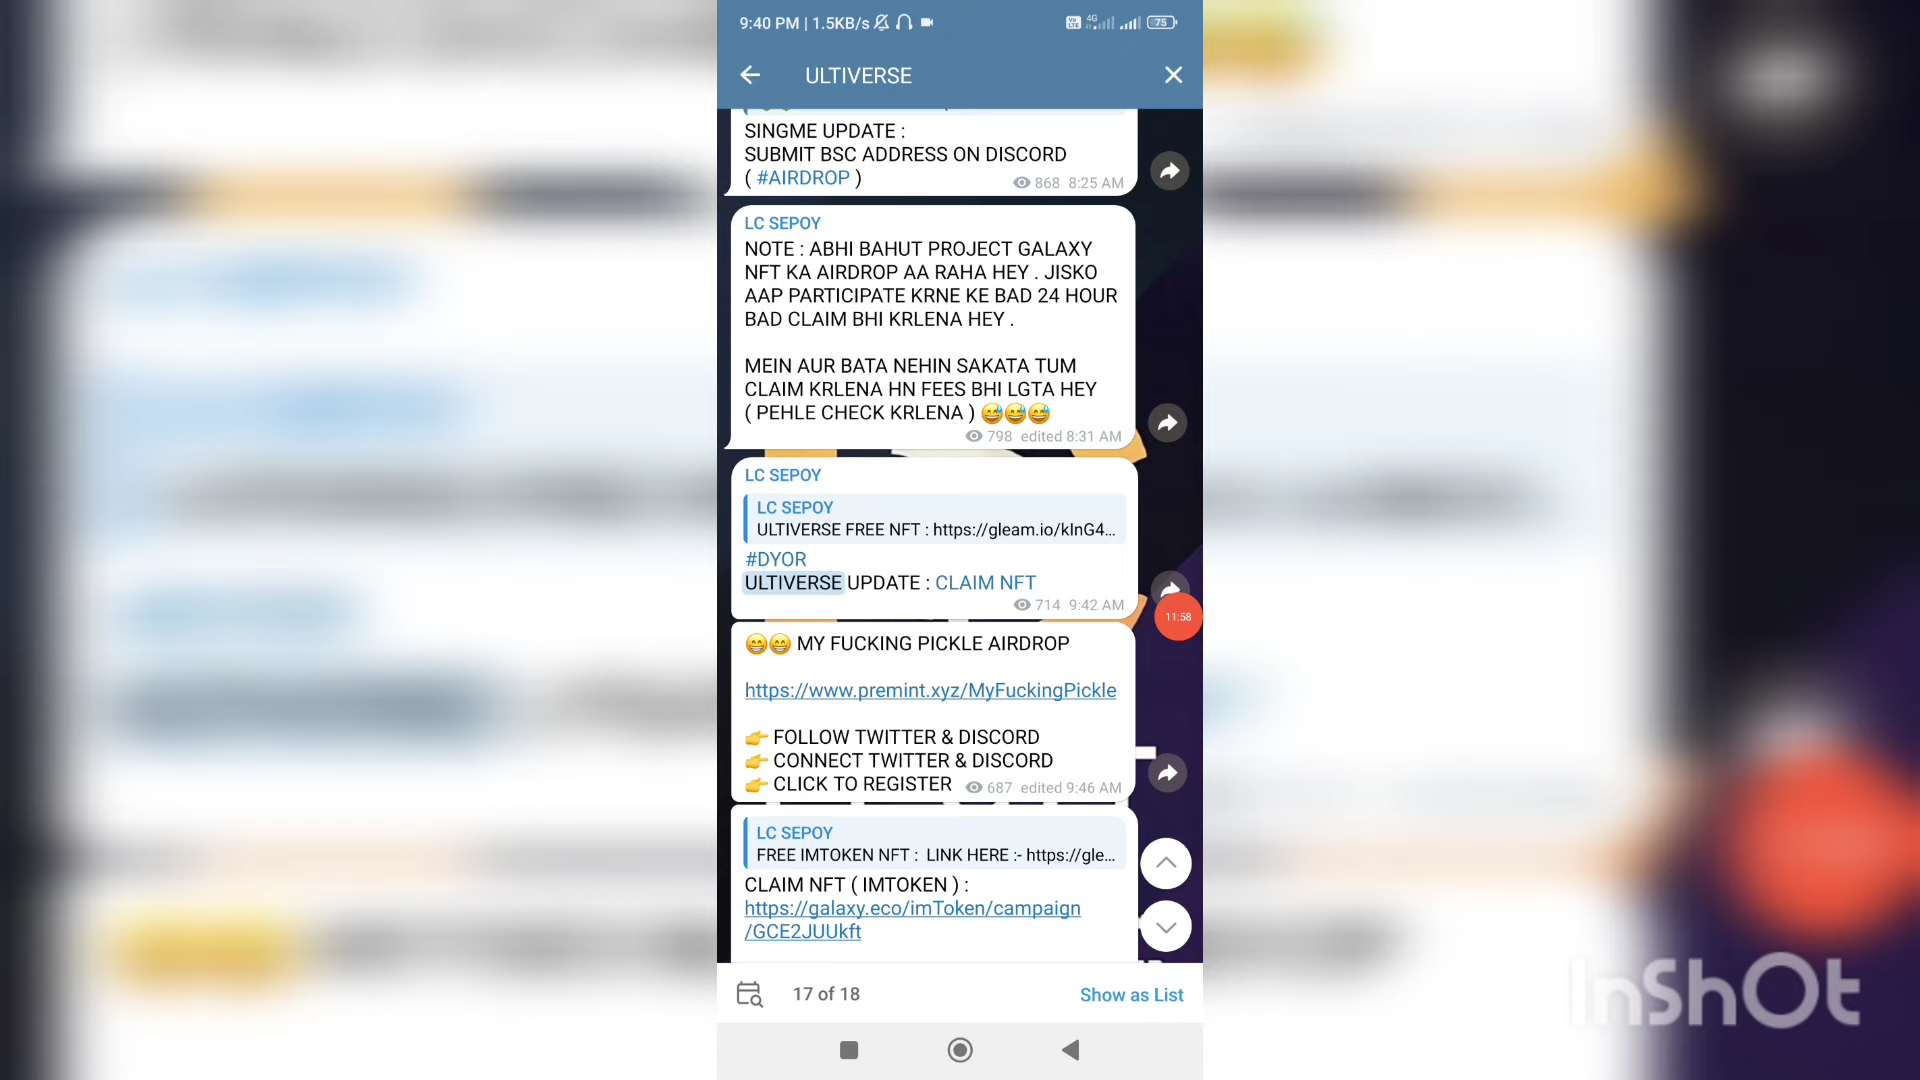 9:40 PM | 1.5KB/s
Vo LTE 4G 75
ULTIVERSE
SINGME UPDATE :
SUBMIT BSC ADDRESS ON DISCORD
( #AIRDROP )
868 8:25 AM
LC SEPOY
NOTE : ABHI BAHUT PROJECT GALAXY
NFT KA AIRDROP AA RAHA HEY . JISKO
AAP PARTICIPATE KRNE KE BAD 24 HOUR
BAD CLAIM BHI KRLENA HEY .
MEIN AUR BATA NEHIN SAKATA TUM
CLAIM KRLENA HN FEES BHI LGTA HEY
( PEHLE CHECK KRLENA ) 😅😅😅
798 edited 8:31 AM
LC SEPOY
LC SEPOY
ULTIVERSE FREE NFT : https://gleam.io/kInG4...
#DYOR
ULTIVERSE UPDATE : CLAIM NFT
714 9:42 AM
11:58
😁😁 MY FUCKING PICKLE AIRDROP
https://www.premint.xyz/MyFuckingPickle
👉 FOLLOW TWITTER & DISCORD
👉 CONNECT TWITTER & DISCORD
👉 CLICK TO REGISTER
687 edited 9:46 AM
LC SEPOY
FREE IMTOKEN NFT : LINK HERE :- https://gle...
CLAIM NFT ( IMTOKEN ) :
https://galaxy.eco/imToken/campaign
/GCE2JUUkft
17 of 18
Show as List
InShOt